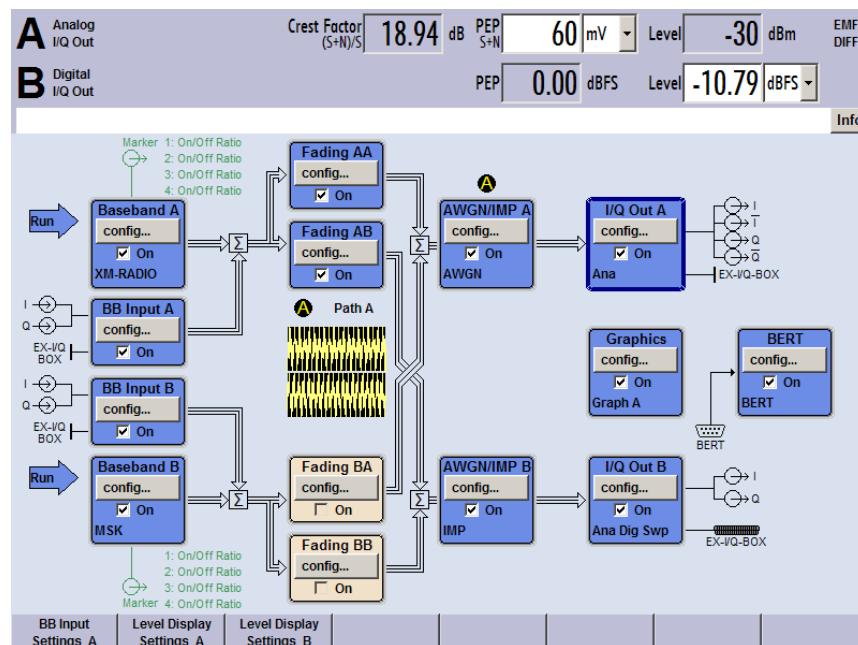 A Analog I/Q Out Crest Factor (S+N)/S 18.94 dB PEP S+N 60 mV Level -30 dBm EMF DIFF
B Digital I/Q Out PEP 0.00 dBFS Level -10.79 dBFS
Info
Marker 1: On/Off Ratio
2: On/Off Ratio
3: On/Off Ratio
4: On/Off Ratio
Run
Baseband A
config...
On
XM-RADIO
Σ
Fading AA
config...
On
Fading AB
config...
On
Σ
A
AWGN/IMP A
config...
On
AWGN
I/Q Out A
config...
On
Ana
I
I
Q
Q
EX-I/Q-BOX
I
Q
EX-I/Q
BOX
BB Input A
config...
On
A Path A
Graphics
config...
On
Graph A
BERT
config...
On
BERT
BERT
I
Q
EX-I/Q
BOX
BB Input B
config...
On
Run
Baseband B
config...
On
MSK
Σ
Fading BA
config...
On
Fading BB
config...
On
Σ
AWGN/IMP B
config...
On
IMP
I/Q Out B
config...
On
Ana Dig Swp
I
Q
EX-I/Q-BOX
1: On/Off Ratio
2: On/Off Ratio
3: On/Off Ratio
Marker 4: On/Off Ratio
BB Input Settings A
Level Display Settings A
Level Display Settings B